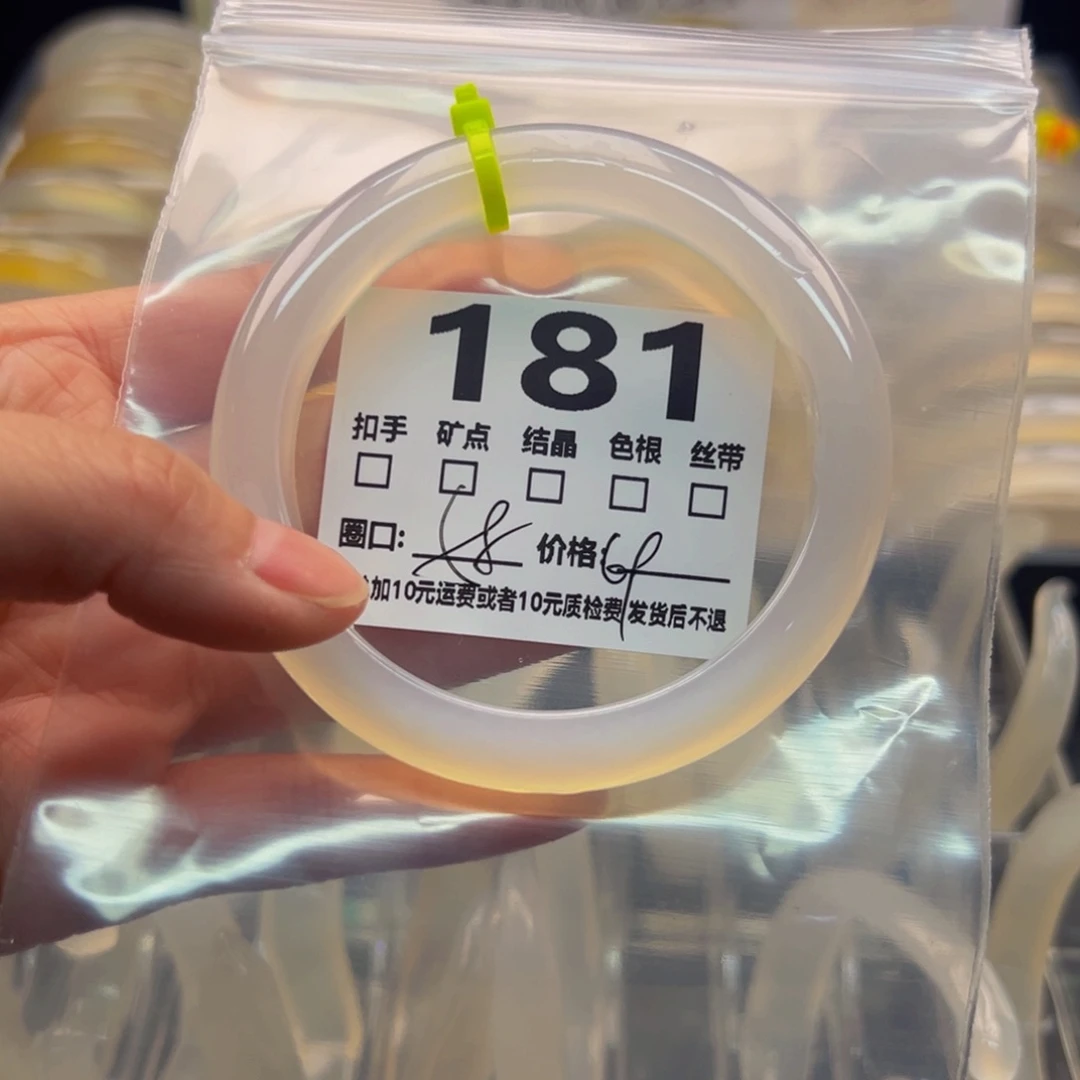 181
扣手 矿点 结晶 色根 丝带
圈口: 58 价格:
加10元运费或者10元质检费 发货后不退